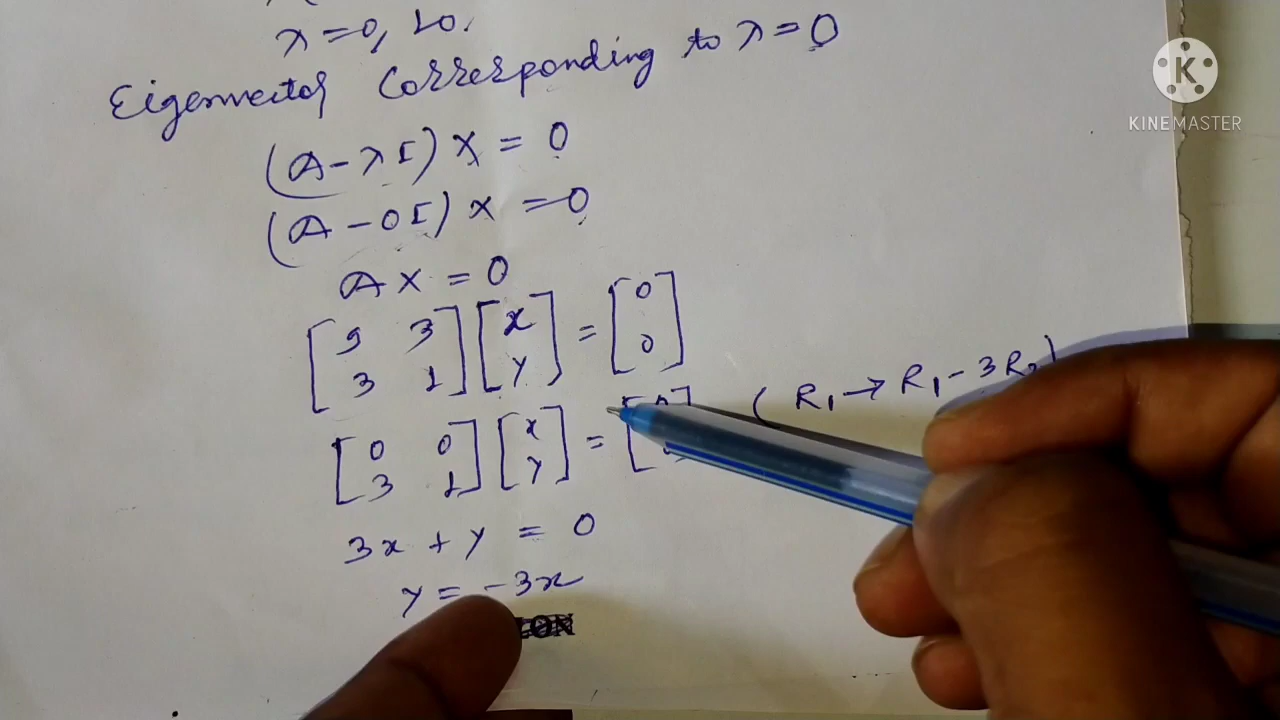 λ = 0, 10.
Eigenvector Corresponding to λ = 0
(A - λI) X = 0
(A - 0I) X = 0
AX = 0
[9 3; 3 1] [x; y] = [0; 0]
[0 0; 3 1] [x; y] = [0 (R₁ → R₁ - 3R₂)
3x + y = 0
y = -3x
K
KINEMASTER